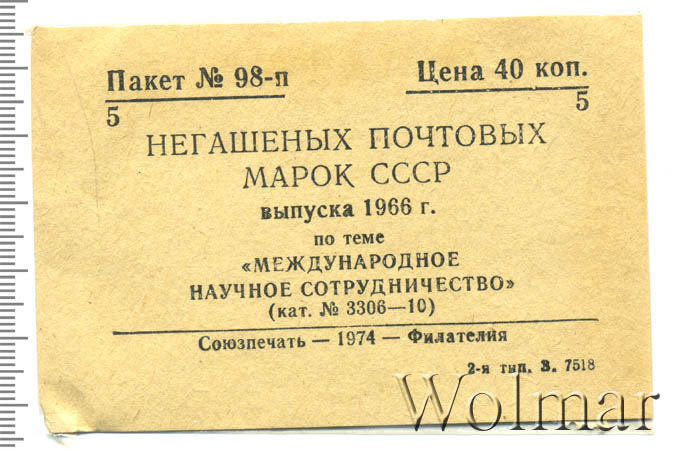 Пакет № 98-п Цена 40 коп.
5 5
НЕГАШЕНЫХ ПОЧТОВЫХ
МАРОК СССР
выпуска 1966 г.
по теме
«МЕЖДУНАРОДНОЕ
НАУЧНОЕ СОТРУДНИЧЕСТВО»
(кат. № 3306—10)
Союзпечать — 1974 — Филателия
2-я тип. З. 7518
Wolmar